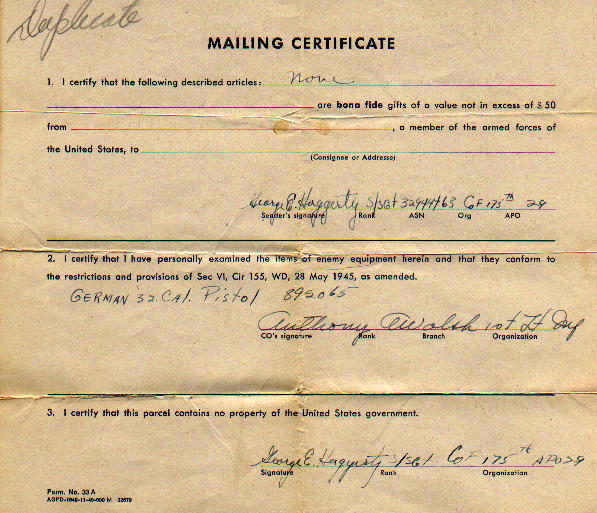 Duplicate
MAILING CERTIFICATE
1. I certify that the following described articles: None
are bona fide gifts of a value not in excess of $50
from , a member of the armed forces of
the United States, to
(Consignee or Address)
George E. Haggerty S/Sgt 32944463 Co F 175TH 29
Sender's signature Rank ASN Org APO
2. I certify that I have personally examined the items of enemy equipment herein and that they conform to
the restrictions and provisions of Sec VI, Cir 155, WD, 28 May 1945, as amended.
GERMAN 32 CAl. Pistol 895065
Anthony A Walsh 1st Lt Inf
CO's signature Rank Branch Organization
3. I certify that this parcel contains no property of the United States government.
George E. Haggerty S/Sgt Co F 175TH APO 29
Signature Rank Organization
Form. No. 33 A